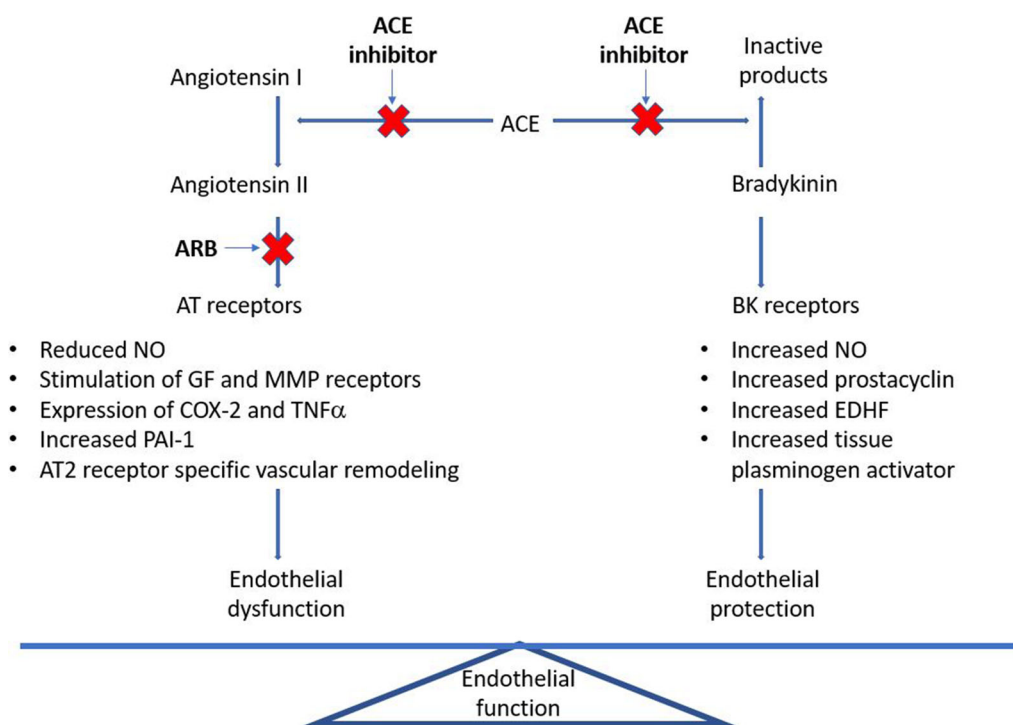 ACE
inhibitor
ACE
inhibitor
Inactive
products
Angiotensin I
ACE
Angiotensin II
Bradykinin
ARB
AT receptors
BK receptors
• Reduced NO
• Stimulation of GF and MMP receptors
• Expression of COX-2 and TNFα
• Increased PAI-1
• AT2 receptor specific vascular remodeling
• Increased NO
• Increased prostacyclin
• Increased EDHF
• Increased tissue
plasminogen activator
Endothelial
dysfunction
Endothelial
protection
Endothelial
function